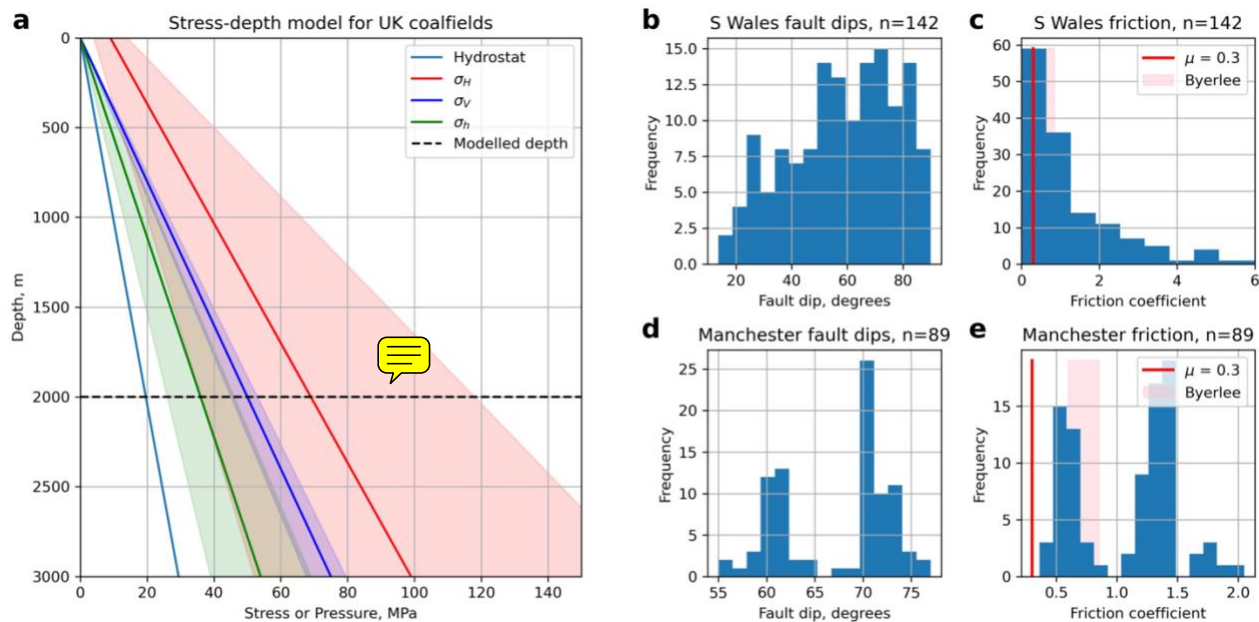 a
Stress-depth model for UK coalfields
0
500
1000
1500
2000
2500
3000
Depth, m
0 20 40 60 80 100 120 140
Stress or Pressure, MPa
Hydrostat
σH
σV
σh
Modelled depth
b
S Wales fault dips, n=142
15.0
12.5
10.0
7.5
5.0
2.5
0.0
Frequency
20 40 60 80
Fault dip, degrees
c
S Wales friction, n=142
60
50
40
30
20
10
0
Frequency
0 2 4 6
Friction coefficient
μ = 0.3
Byerlee
d
Manchester fault dips, n=89
25
20
15
10
5
0
Frequency
55 60 65 70 75
Fault dip, degrees
e
Manchester friction, n=89
15
10
5
0
Frequency
0.5 1.0 1.5 2.0
Friction coefficient
μ = 0.3
Byerlee